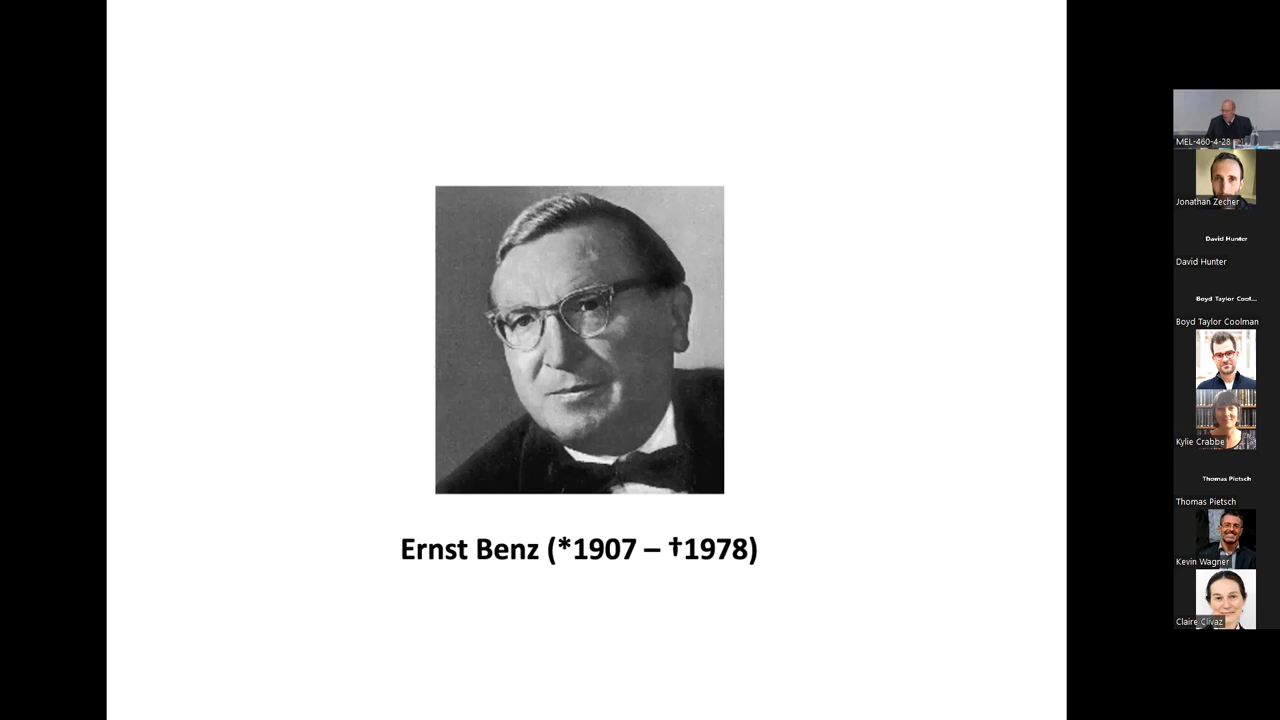 Ernst Benz (*1907 – †1978)
MEL-460-4-28
Jonathan Zecher
David Hunter
David Hunter
Boyd Taylor Cool...
Boyd Taylor Coolman
Kylie Crabbe
Thomas Pietsch
Thomas Pietsch
Kevin Wagner
Claire Clivaz